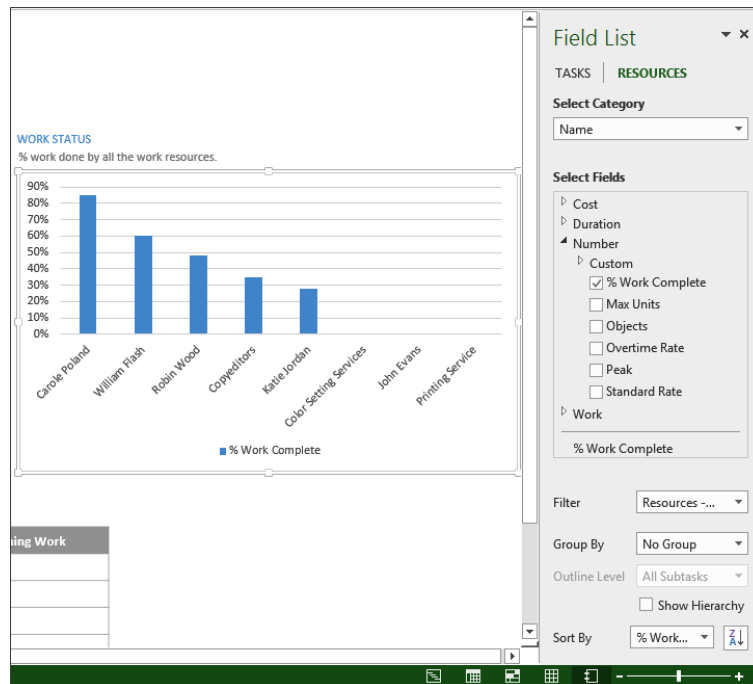 WORK STATUS
% work done by all the work resources.
90%
80%
70%
60%
50%
40%
30%
20%
10%
0%
Carole Poland
William Flash
Robin Wood
Copyeditors
Katie Jordan
Color Setting Services
John Evans
Printing Service
% Work Complete
ning Work
Field List
TASKS RESOURCES
Select Category
Name
Select Fields
Cost
Duration
Number
Custom
% Work Complete
Max Units
Objects
Overtime Rate
Peak
Standard Rate
Work
% Work Complete
Filter Resources -...
Group By No Group
Outline Level All Subtasks
Show Hierarchy
Sort By % Work... Z A